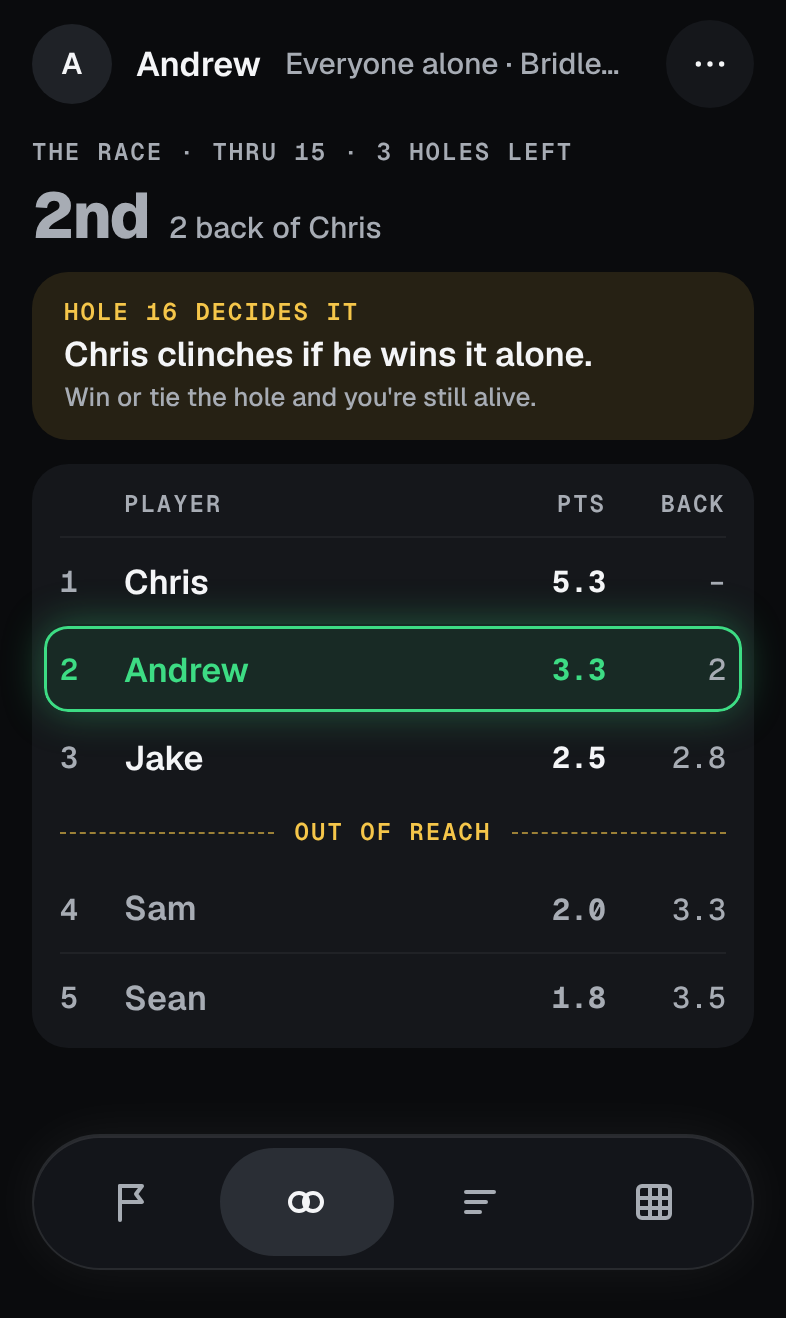 A Andrew Everyone alone · Bridle...
THE RACE · THRU 15 · 3 HOLES LEFT
2nd 2 back of Chris
HOLE 16 DECIDES IT
Chris clinches if he wins it alone.
Win or tie the hole and you're still alive.
PLAYER PTS BACK
1 Chris 5.3 –
2 Andrew 3.3 2
3 Jake 2.5 2.8
OUT OF REACH
4 Sam 2.0 3.3
5 Sean 1.8 3.5